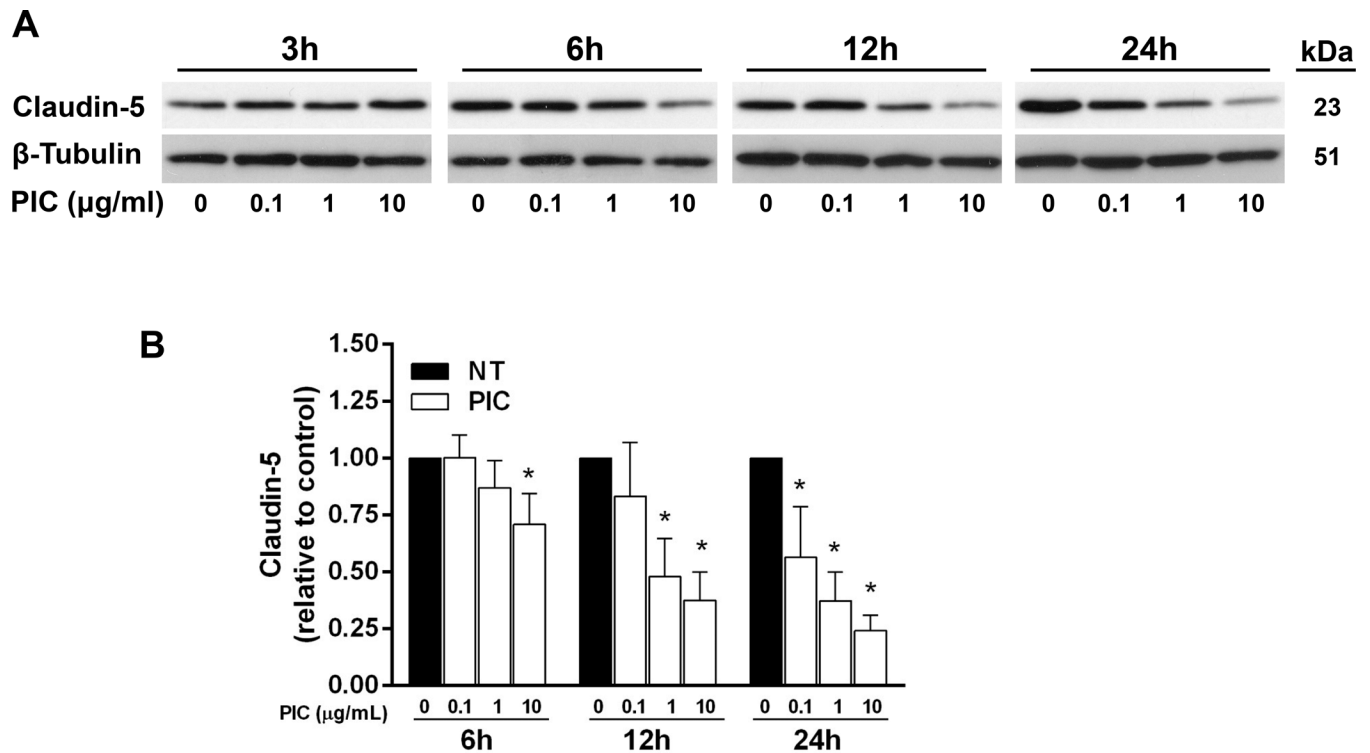 A
3h 6h 12h 24h kDa
Claudin-5 23
β-Tubulin 51
PIC (µg/ml) 0 0.1 1 10 0 0.1 1 10 0 0.1 1 10 0 0.1 1 10
B
Claudin-5
(relative to control)
1.50
1.25
1.00
0.75
0.50
0.25
0.00
NT
PIC
*
* *
* * *
PIC (µg/mL) 0 0.1 1 10 0 0.1 1 10 0 0.1 1 10
6h 12h 24h